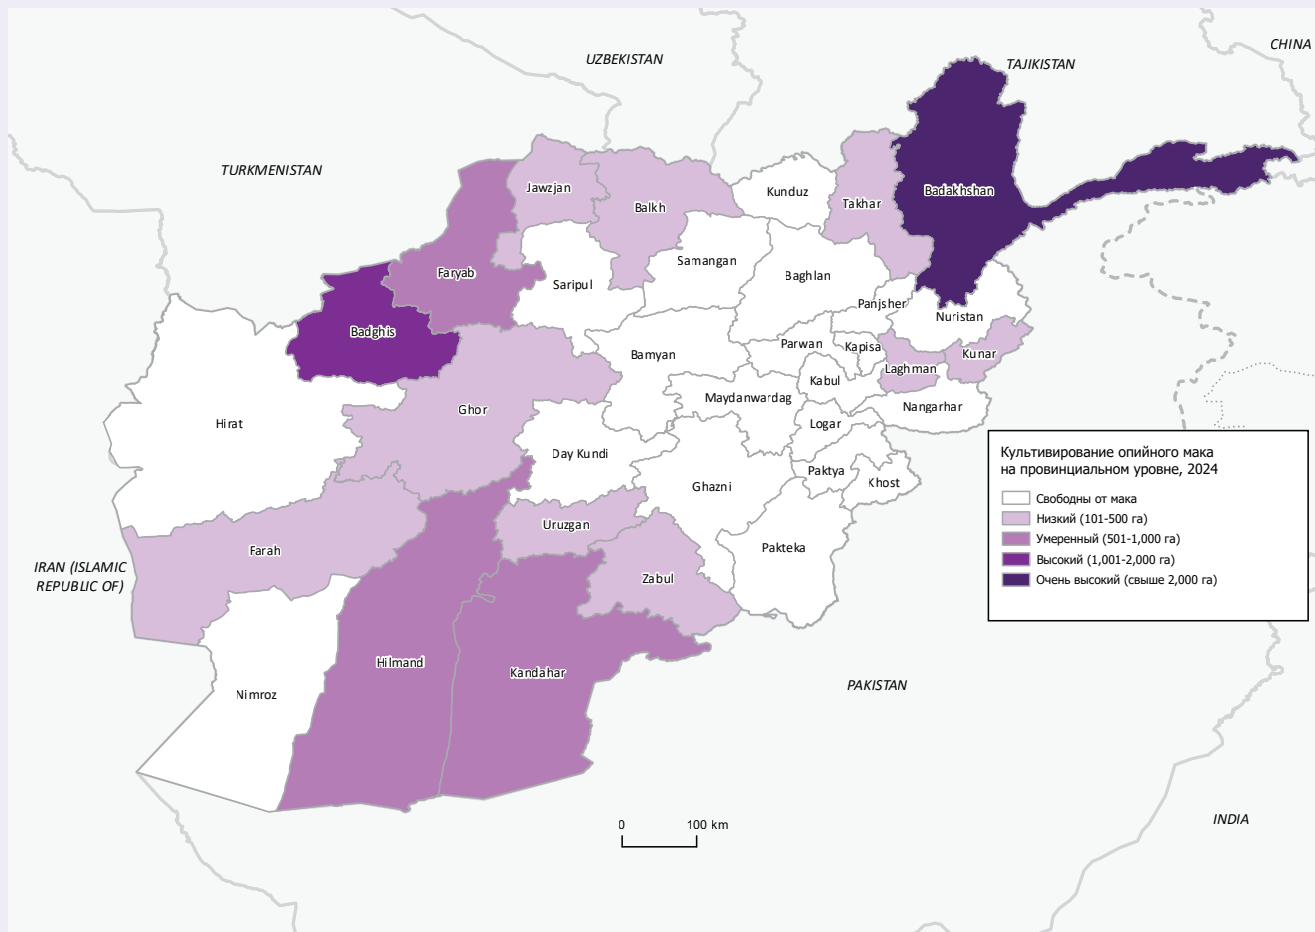 CHINA
UZBEKISTAN
TAJIKISTAN
TURKMENISTAN
Jawzjan
Kunduz
Badakhshan
Balkh
Takhar
Samangan
Faryab
Baghlan
Saripul
Panjsher
Nuristan
Badghis
Parwan
Kapisa
Bamyan
Kunar
Laghman
Kabul
Maydanwardag
Nangarhar
Ghor
Hirat
Logar
Day Kundi
Paktya
Khost
Ghazni
Uruzgan
Pakteka
Farah
Zabul
IRAN (ISLAMIC
REPUBLIC OF)
Hilmand
Kandahar
Nimroz
PAKISTAN
INDIA
Культивирование опийного мака
на провинциальном уровне, 2024
Свободны от мака
Низкий (101-500 га)
Умеренный (501-1,000 га)
Высокий (1,001-2,000 га)
Очень высокий (свыше 2,000 га)
0 100 km